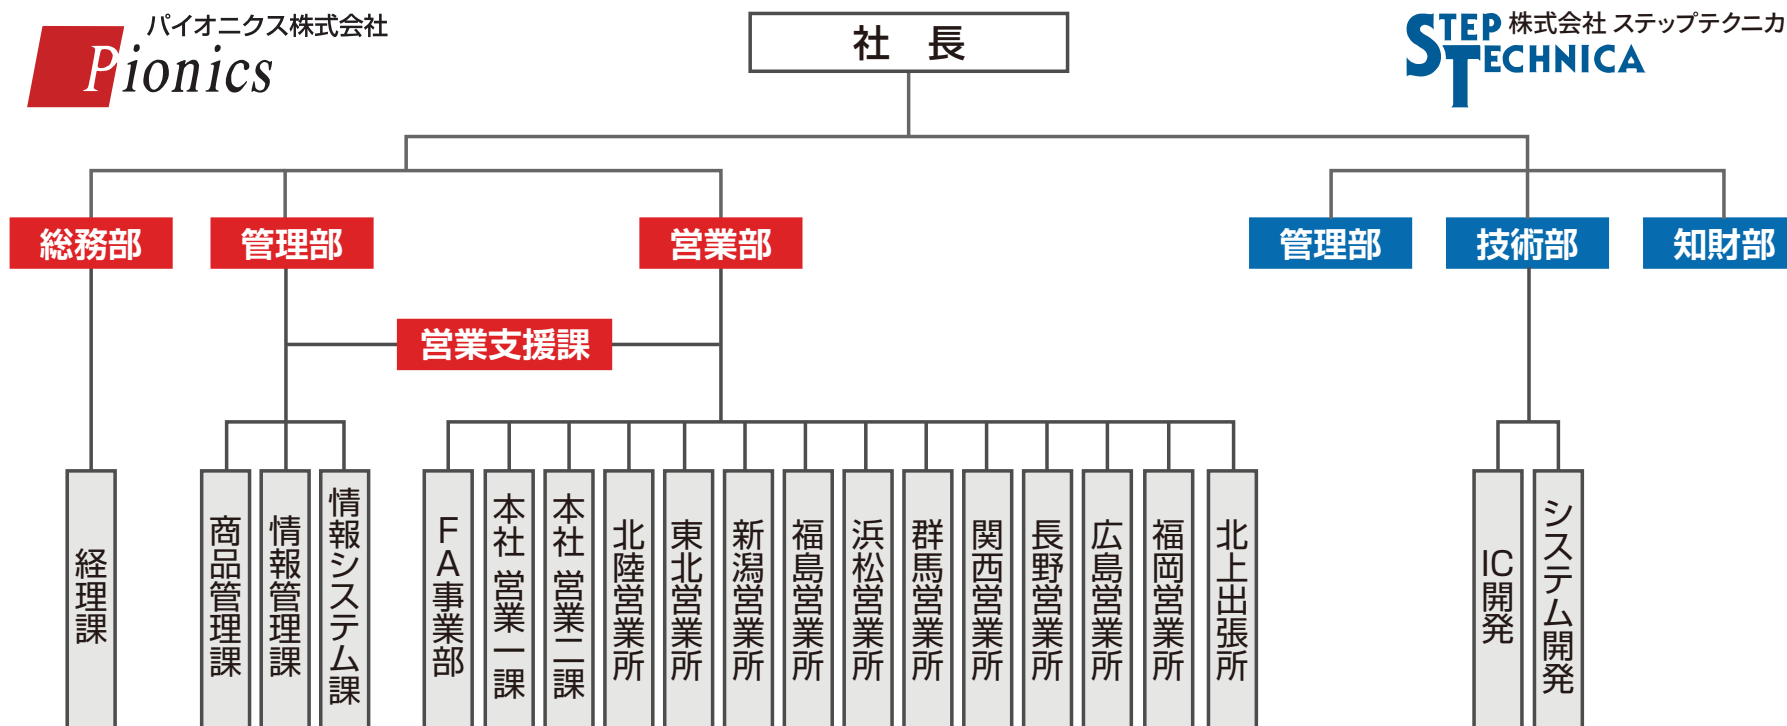 パイオニクス株式会社
Pionics
社 長
株式会社 ステップテクニカ
STEP
TECHNICA
総務部
管理部
営業部
管理部
技術部
知財部
営業支援課
経理課
商品管理課
情報管理課
情報システム課
FA事業部
本社 営業一課
本社 営業二課
北陸営業所
東北営業所
新潟営業所
福島営業所
浜松営業所
群馬営業所
関西営業所
長野営業所
広島営業所
福岡営業所
北上出張所
IC開発
システム開発